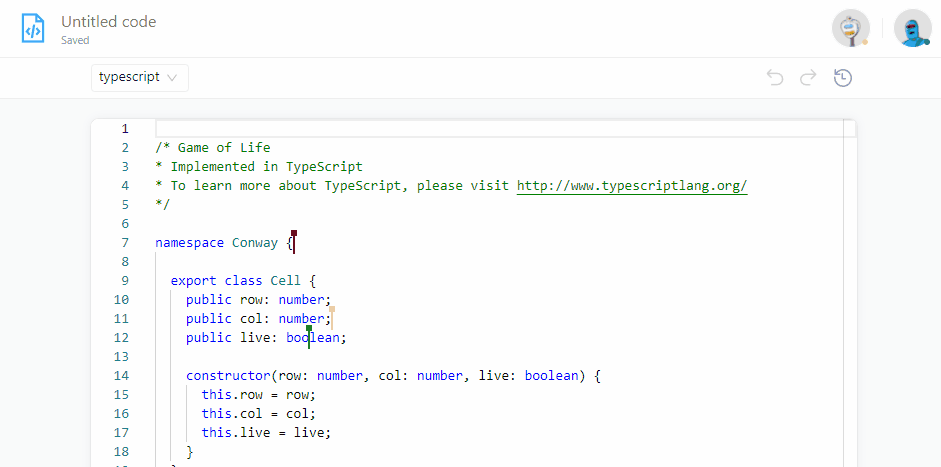 Untitled code
Saved
typescript
1
2 /* Game of Life
3 * Implemented in TypeScript
4 * To learn more about TypeScript, please visit http://www.typescriptlang.org/
5 */
6
7 namespace Conway {
8
9 export class Cell {
10 public row: number;
11 public col: number;
12 public live: boolean;
13
14 constructor(row: number, col: number, live: boolean) {
15 this.row = row;
16 this.col = col;
17 this.live = live;
18 }